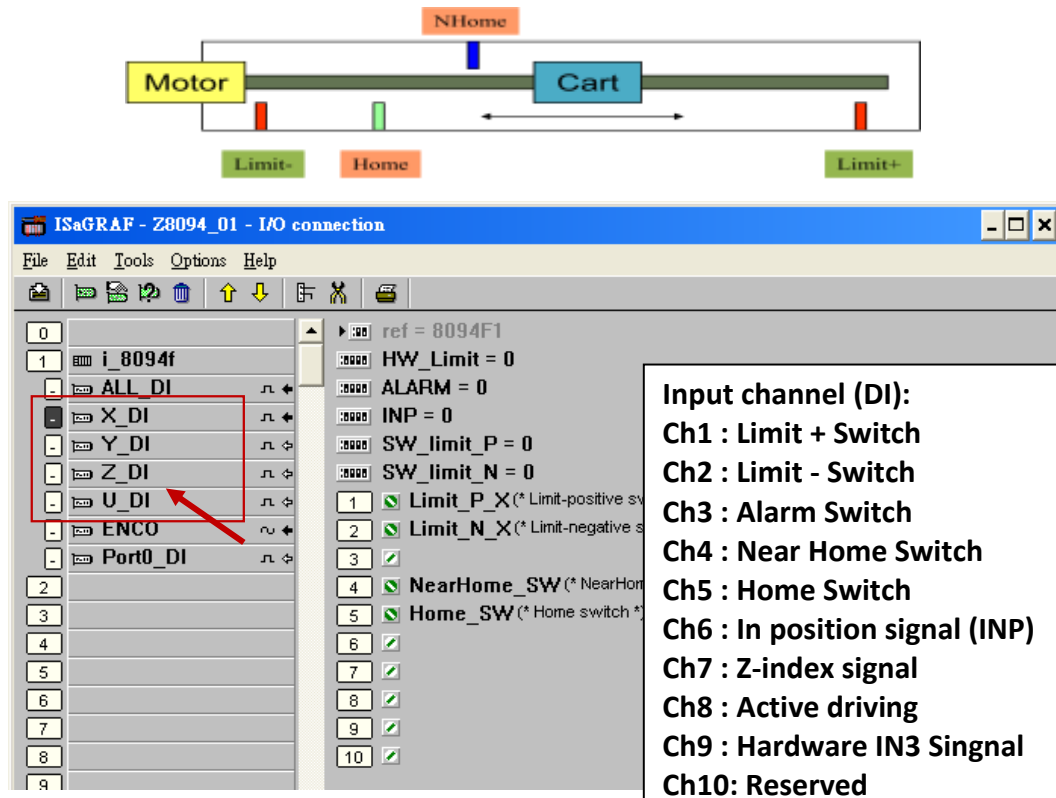 NHome
Motor
Cart
Limit-
Home
Limit+
ISaGRAF - Z8094_01 - I/O connection
File Edit Tools Options Help
0
1 i_8094f
ALL_DI
X_DI
Y_DI
Z_DI
U_DI
ENCO
Port0_DI
2
3
4
5
6
7
8
9
ref = 8094F1
HW_Limit = 0
ALARM = 0
INP = 0
SW_limit_P = 0
SW_limit_N = 0
1 Limit_P_X (* Limit-positive sv
2 Limit_N_X (* Limit-negative s
3
4 NearHome_SW (* NearHom
5 Home_SW (* Home switch *)
6
7
8
9
10
Input channel (DI):
Ch1 : Limit + Switch
Ch2 : Limit - Switch
Ch3 : Alarm Switch
Ch4 : Near Home Switch
Ch5 : Home Switch
Ch6 : In position signal (INP)
Ch7 : Z-index signal
Ch8 : Active driving
Ch9 : Hardware IN3 Singnal
Ch10: Reserved